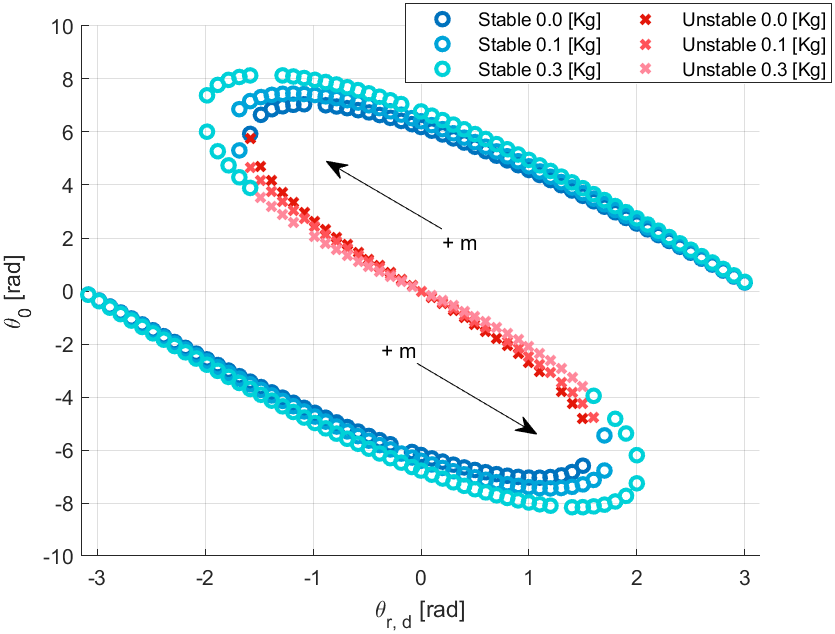 Stable 0.0 [Kg] Unstable 0.0 [Kg]
Stable 0.1 [Kg] Unstable 0.1 [Kg]
Stable 0.3 [Kg] Unstable 0.3 [Kg]
10
8
6
4
2
0
-2
-4
-6
-8
-10
θ0 [rad]
+ m
+ m
-3 -2 -1 0 1 2 3
θr, d [rad]